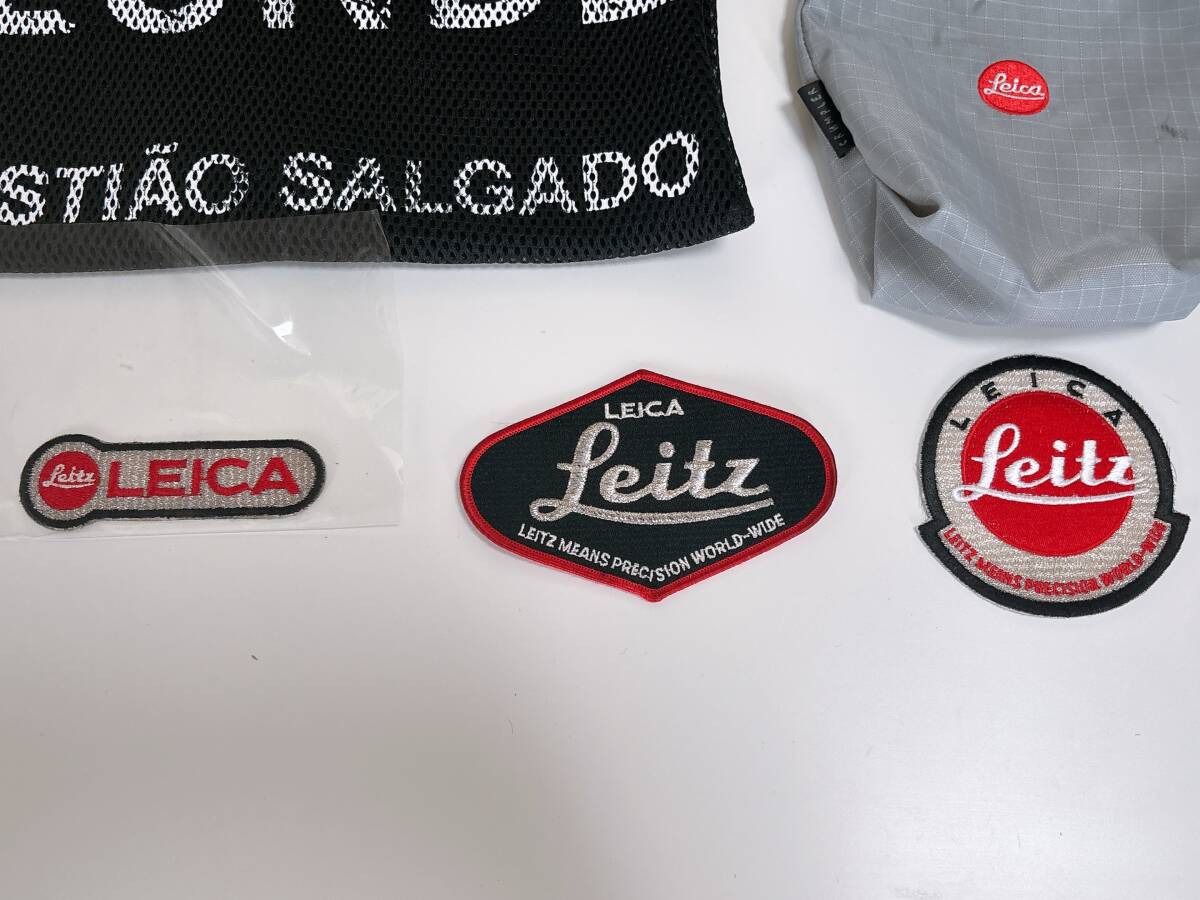 STIÃO SALGADO
Leica
CRUMPLER
Leitz LEICA
LEICA
Leitz
LEITZ MEANS PRECISION WORLD-WIDE
LEICA
Leitz
LEITZ MEANS PRECISION WORLD-WIDE